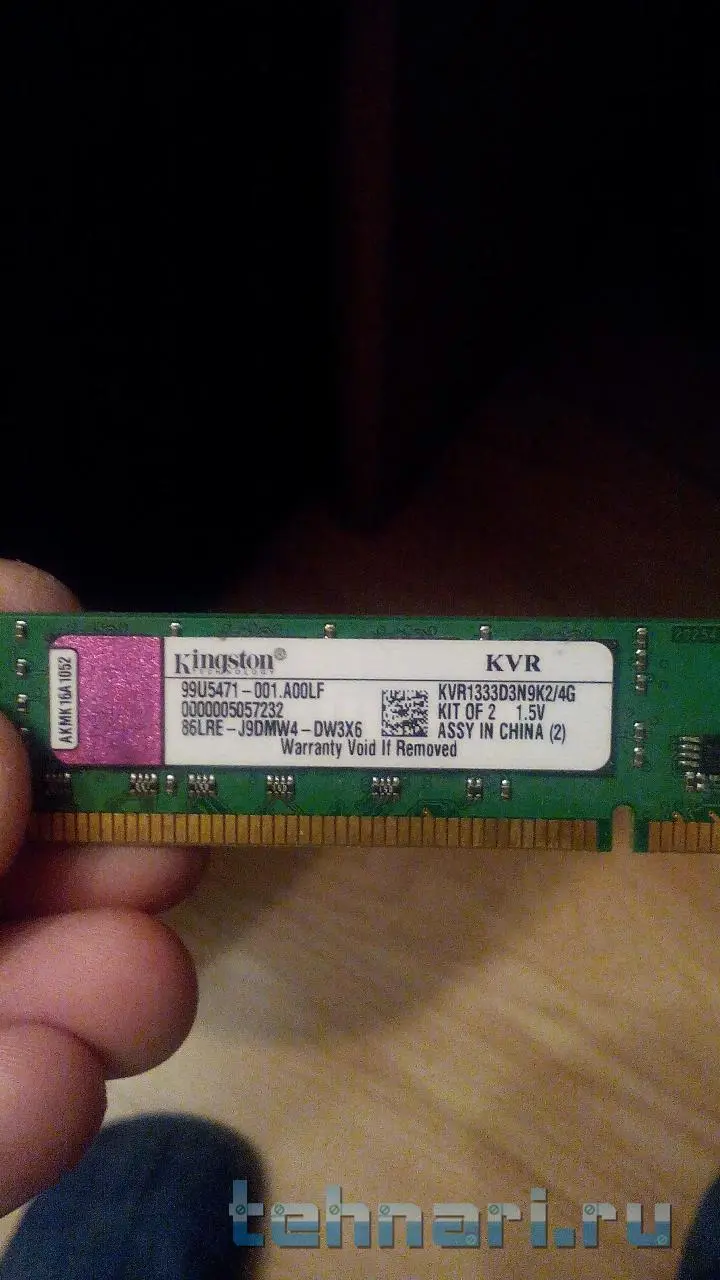 Kingston® KVR
TECHNOLOGY
99U5471-001.A00LF
0000005057232
86LRE-J9DMW4-DW3X6
KVR1333D3N9K2/4G
KIT OF 2 1.5V
ASSY IN CHINA (2)
Warranty Void If Removed
AKMK16A1052
tehnari.ru